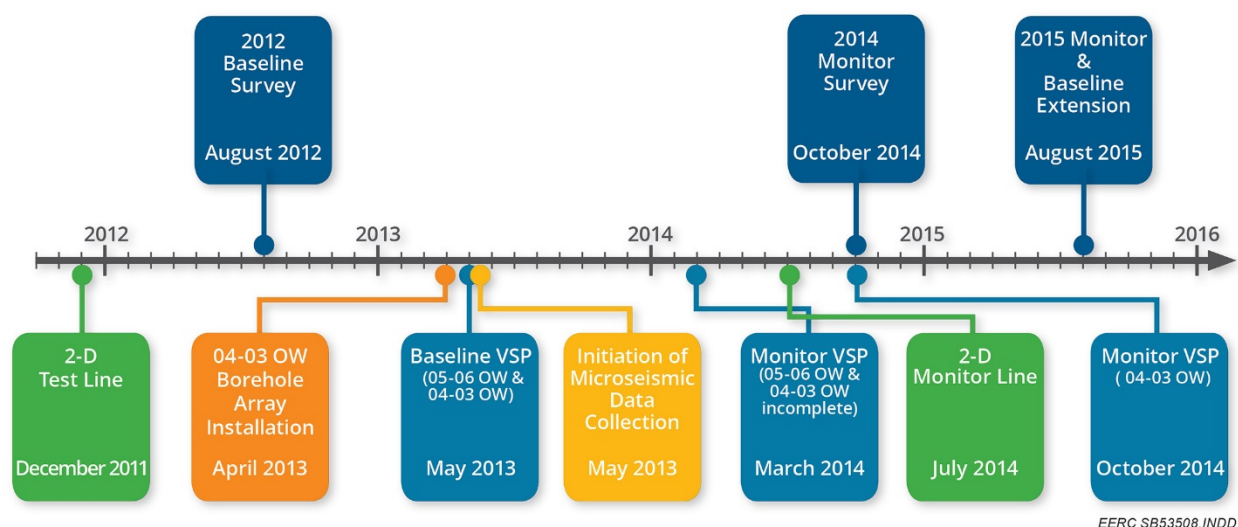 2012
Baseline
Survey
August 2012
2014
Monitor
Survey
October 2014
2015 Monitor
&
Baseline
Extension
August 2015
2012
2013
2014
2015
2016
2-D
Test Line
December 2011
04-03 OW
Borehole
Array
Installation
April 2013
Baseline VSP
(05-06 OW &
04-03 OW)
May 2013
Initiation of
Microseismic
Data
Collection
May 2013
Monitor VSP
(05-06 OW &
04-03 OW
incomplete)
March 2014
2-D
Monitor Line
July 2014
Monitor VSP
( 04-03 OW)
October 2014
EERC SB53508.INDD